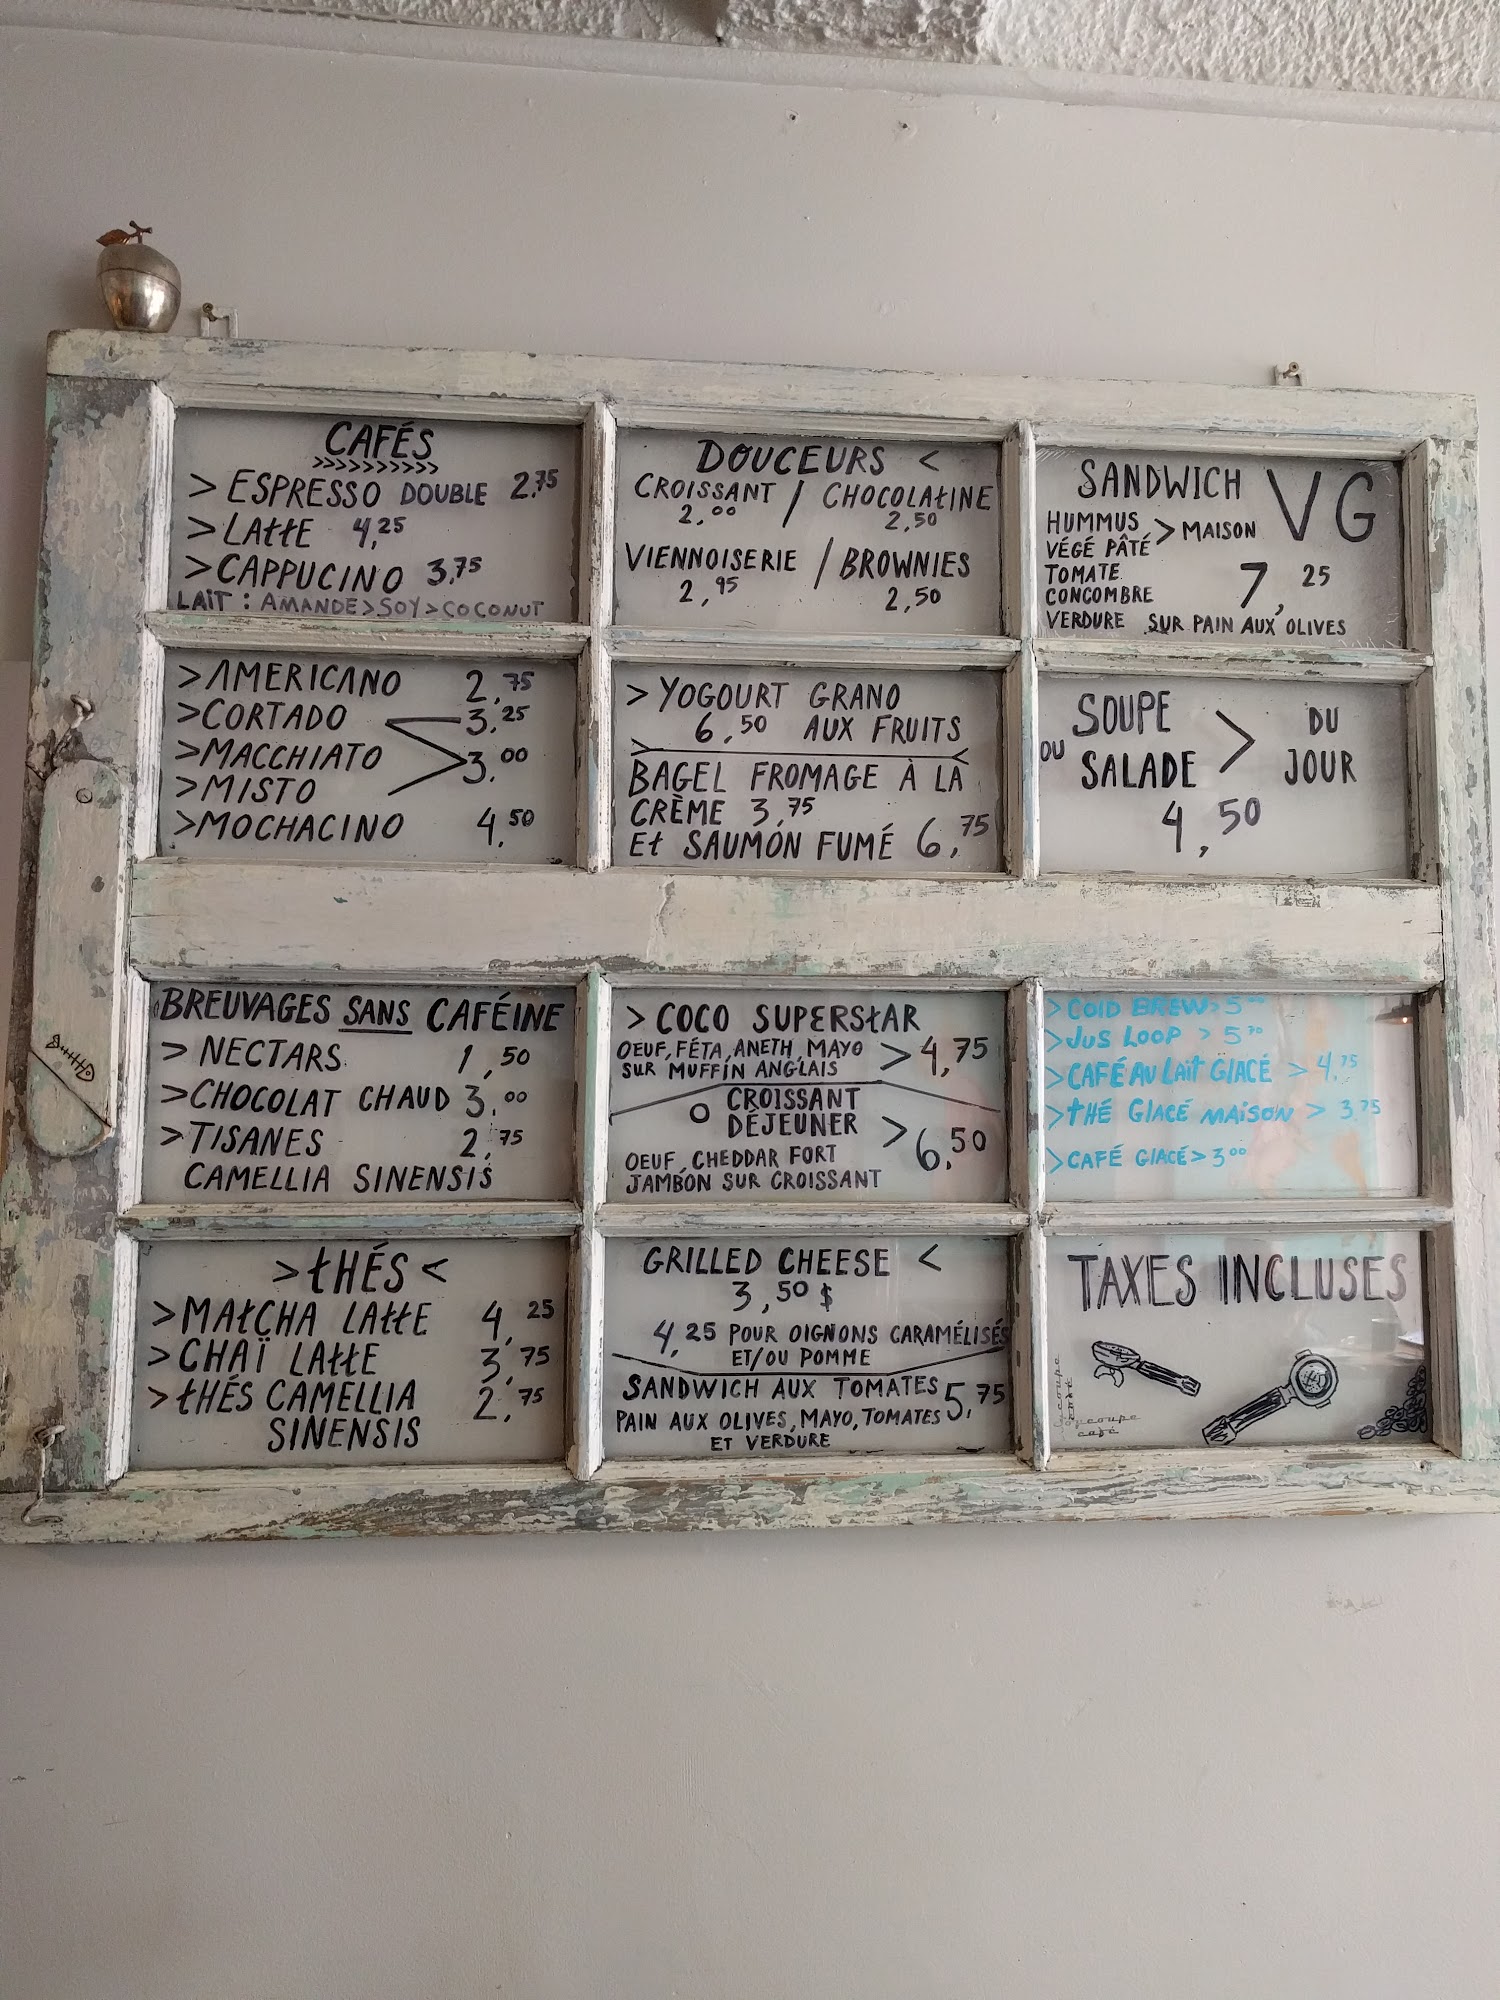 CAFÉS
>>>>>>>>>>
> ESPRESSO DOUBLE 2.75
> LATTE 4,25
> CAPPUCINO 3,75
LAIT : AMANDE > SOY > COCONUT
DOUCEURS <
CROISSANT / CHOCOLATINE
2,00 2,50
VIENNOISERIE / BROWNIES
2,95 2,50
SANDWICH VG
HUMMUS
VÉGÉ PÂTÉ > MAISON
TOMATE
CONCOMBRE 7,25
VERDURE SUR PAIN AUX OLIVES
> AMERICANO 2,75
> CORTADO 3,25
> MACCHIATO 3,00
> MISTO
> MOCHACINO 4,50
> YOGOURT GRANO
6,50 AUX FRUITS
BAGEL FROMAGE À LA
CRÈME 3,75
ET SAUMON FUMÉ 6,75
SOUPE > DU
OU SALADE JOUR
4,50
BREUVAGES SANS CAFÉINE
> NECTARS 1,50
> CHOCOLAT CHAUD 3,00
> TISANES 2,75
CAMELLIA SINENSIS
> COCO SUPERSTAR
OEUF, FÉTA, ANETH, MAYO > 4,75
SUR MUFFIN ANGLAIS
O CROISSANT
DÉJEUNER > 6,50
OEUF, CHEDDAR FORT
JAMBON SUR CROISSANT
> COLD BREW > 5 00
> JUS LOOP > 5 70
> CAFÉ AU LAIT GLACÉ > 4,75
> THÉ GLACÉ MAISON > 3 75
> CAFÉ GLACÉ > 3 00
> THÉS <
> MATCHA LATTE 4,25
> CHAÏ LATTE 3,75
> THÉS CAMELLIA 2,75
SINENSIS
GRILLED CHEESE <
3,50 $
4,25 POUR OIGNONS CARAMÉLISÉS
ET/OU POMME
SANDWICH AUX TOMATES 5,75
PAIN AUX OLIVES, MAYO, TOMATES
ET VERDURE
TAXES INCLUSES